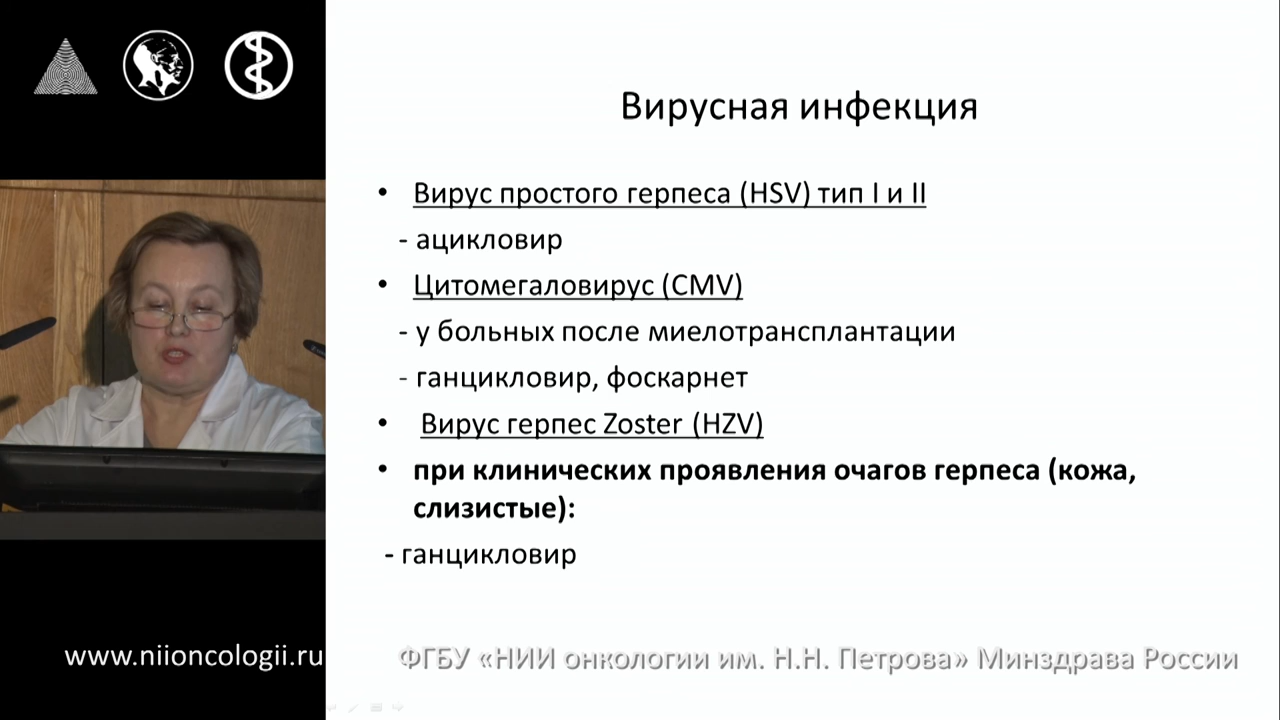 Вирусная инфекция
• Вирус простого герпеса (HSV) тип I и II
- ацикловир
• Цитомегаловирус (CMV)
- у больных после миелотрансплантации
- ганцикловир, фоскарнет
• Вирус герпес Zoster (HZV)
• при клинических проявления очагов герпеса (кожа,
слизистые):
- ганцикловир
www.niioncologii.ru
ФГБУ «НИИ онкологии им. Н.Н. Петрова» Минздрава России